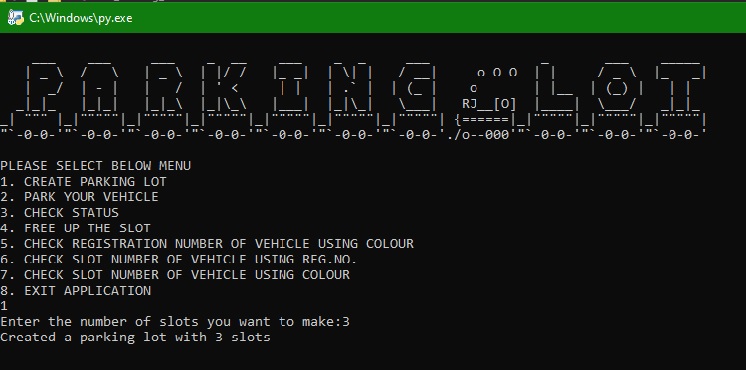 C:\Windows\py.exe
PARKING LOT
PLEASE SELECT BELOW MENU
1. CREATE PARKING LOT
2. PARK YOUR VEHICLE
3. CHECK STATUS
4. FREE UP THE SLOT
5. CHECK REGISTRATION NUMBER OF VEHICLE USING COLOUR
6. CHECK SLOT NUMBER OF VEHICLE USING REG.NO.
7. CHECK SLOT NUMBER OF VEHICLE USING COLOUR
8. EXIT APPLICATION
1
Enter the number of slots you want to make:3
Created a parking lot with 3 slots